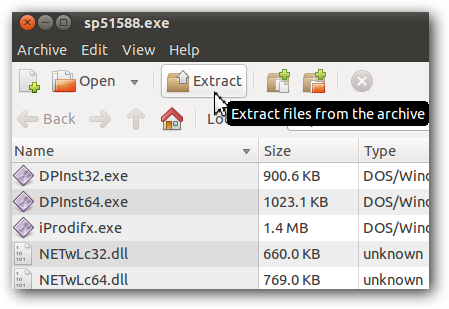 sp51588.exe
Archive Edit View Help
Open Extract
Extract files from the archive
Back
Name Size Type
DPInst32.exe 900.6 KB DOS/Wind
DPInst64.exe 1023.1 KB DOS/Wind
iProdifx.exe 1.4 MB DOS/Wind
NETwLc32.dll 660.0 KB unknown
NETwLc64.dll 769.0 KB unknown